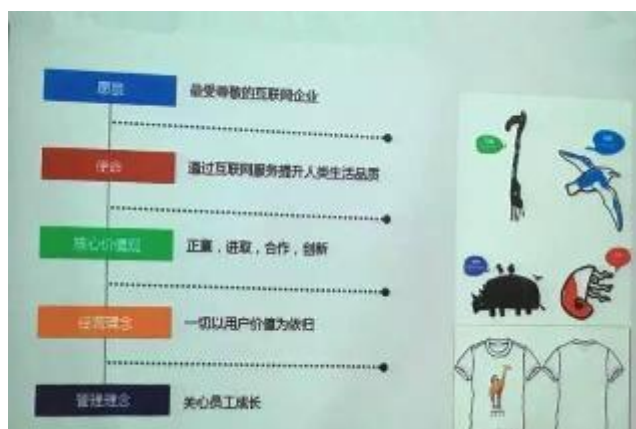 愿景
最受尊敬的互联网企业
使命
通过互联网服务提升人类生活品质
核心价值观
正直，进取，合作，创新
经营理念
一切以用户价值为依归
管理理念
关心员工成长